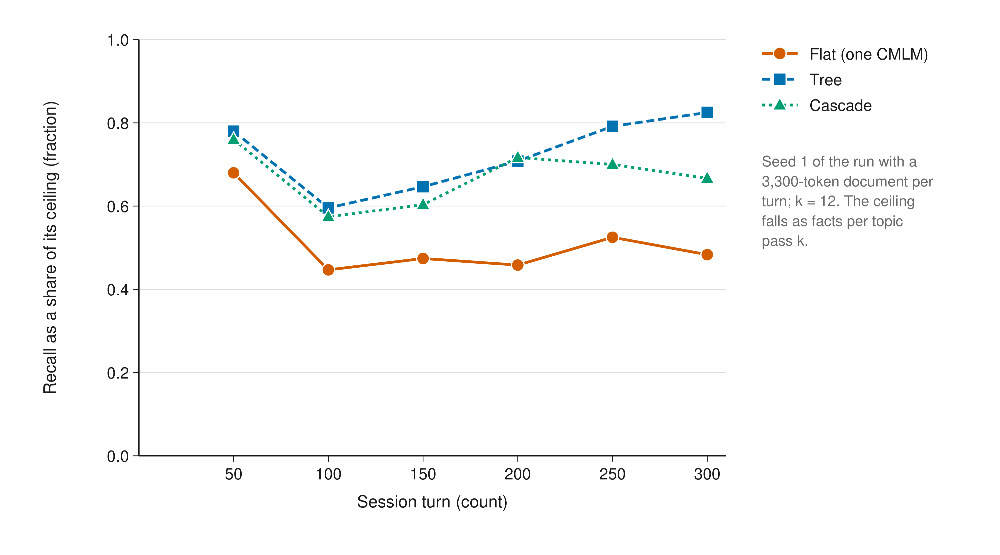 Recall as a share of its ceiling (fraction)
1.0
0.8
0.6
0.4
0.2
0.0
50 100 150 200 250 300
Session turn (count)
Flat (one CMLM)
Tree
Cascade
Seed 1 of the run with a
3,300-token document per
turn; k = 12. The ceiling
falls as facts per topic
pass k.